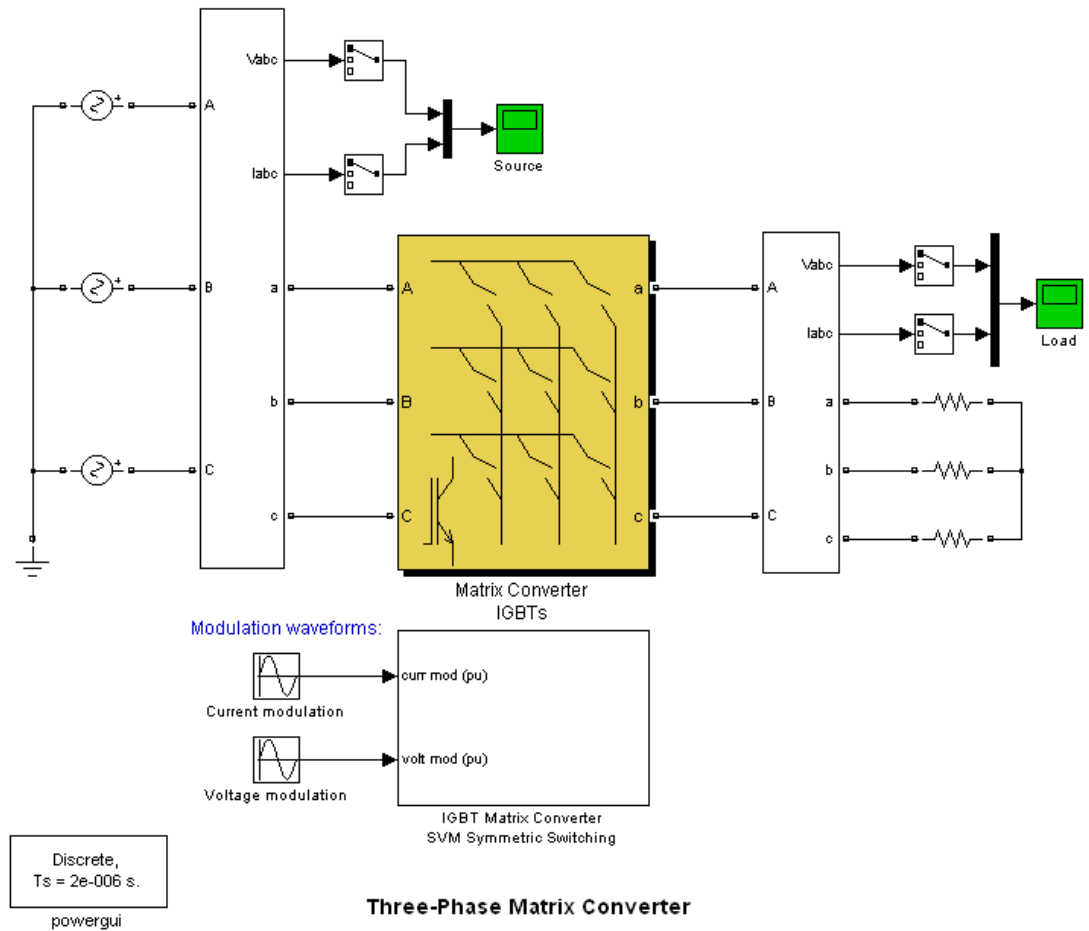 Vabc
A
Iabc
Source
B
a
b
C
c
A
a
B
b
C
c
Matrix Converter
IGBTs
Vabc
A
Iabc
Load
B
a
b
C
c
Modulation waveforms:
Current modulation
curr mod (pu)
Voltage modulation
volt mod (pu)
IGBT Matrix Converter
SVM Symmetric Switching
Discrete,
Ts = 2e-006 s.
powergui
Three-Phase Matrix Converter